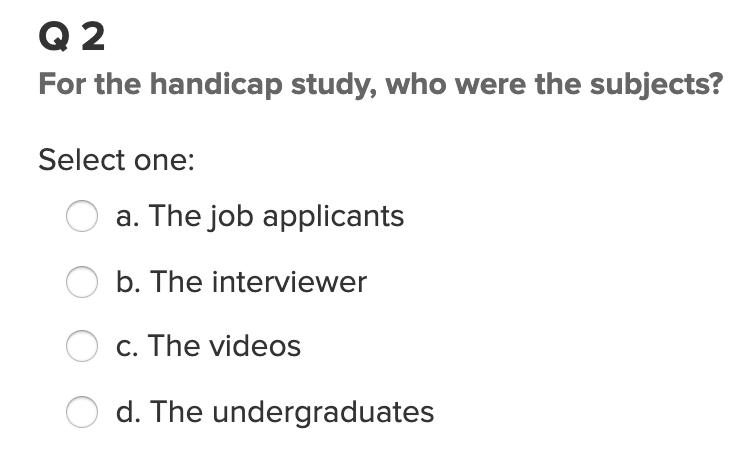 Q 2
For the handicap study, who were the subjects?
Select one:
a. The job applicants
b. The interviewer
c. The videos
d. The undergraduates